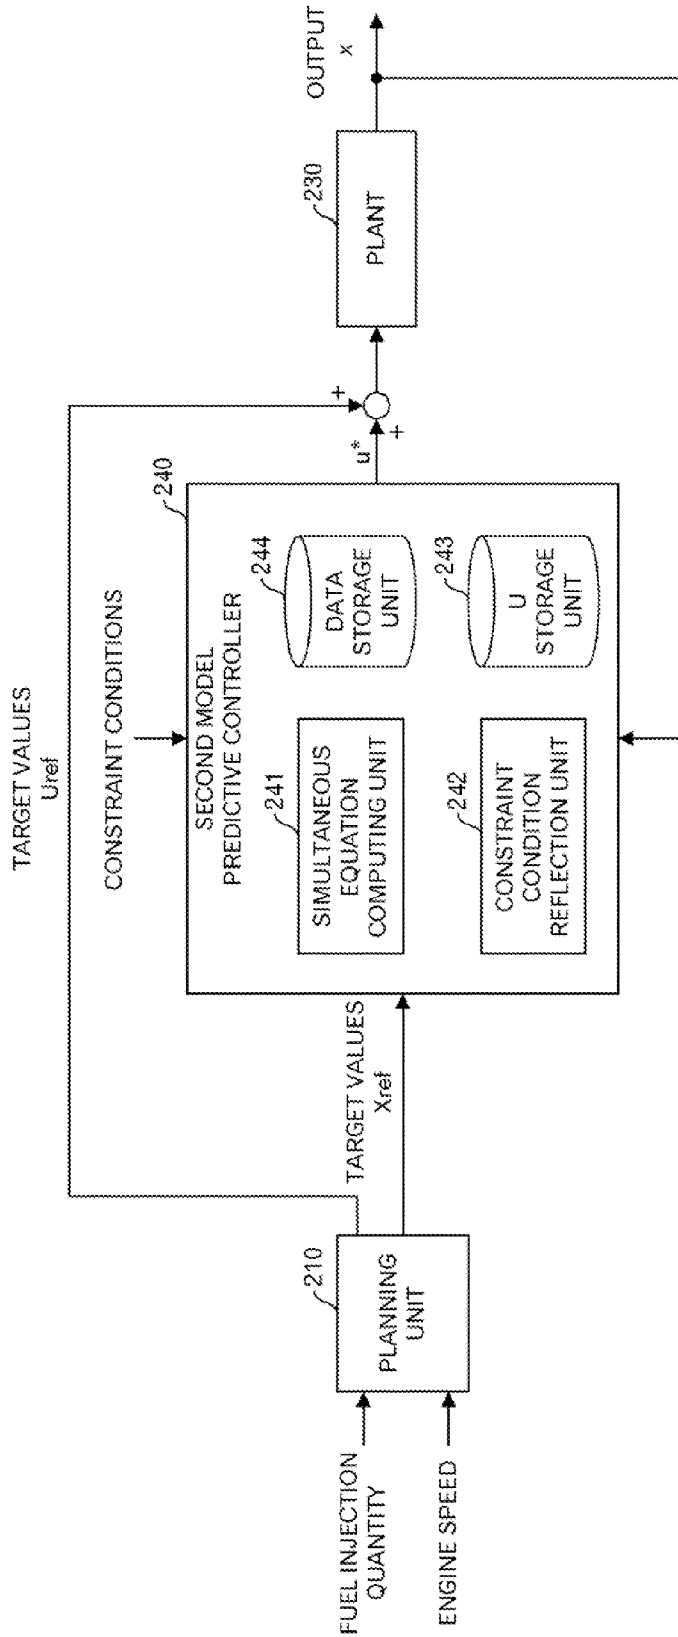 TARGET VALUES
Uref
CONSTRAINT CONDITIONS
FUEL INJECTION
QUANTITY
ENGINE SPEED
210
PLANNING
UNIT
TARGET VALUES
Xref
240
SECOND MODEL
PREDICTIVE CONTROLLER
241
SIMULTANEOUS
EQUATION
COMPUTING UNIT
244
DATA
STORAGE
UNIT
242
CONSTRAINT
CONDITION
REFLECTION UNIT
243
U
STORAGE
UNIT
u*
+
+
230
PLANT
OUTPUT
x